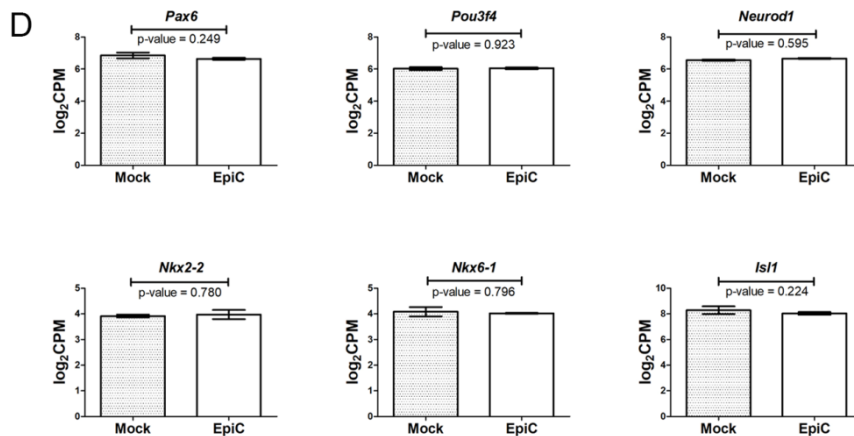 D
Pax6
p-value = 0.249
log₂CPM
8
6
4
2
0
Mock EpiC
Pou3f4
p-value = 0.923
log₂CPM
8
6
4
2
0
Mock EpiC
Neurod1
p-value = 0.595
log₂CPM
8
6
4
2
0
Mock EpiC
Nkx2-2
p-value = 0.780
log₂CPM
5
4
3
2
1
0
Mock EpiC
Nkx6-1
p-value = 0.796
log₂CPM
5
4
3
2
1
0
Mock EpiC
Isl1
p-value = 0.224
log₂CPM
10
8
6
4
2
0
Mock EpiC